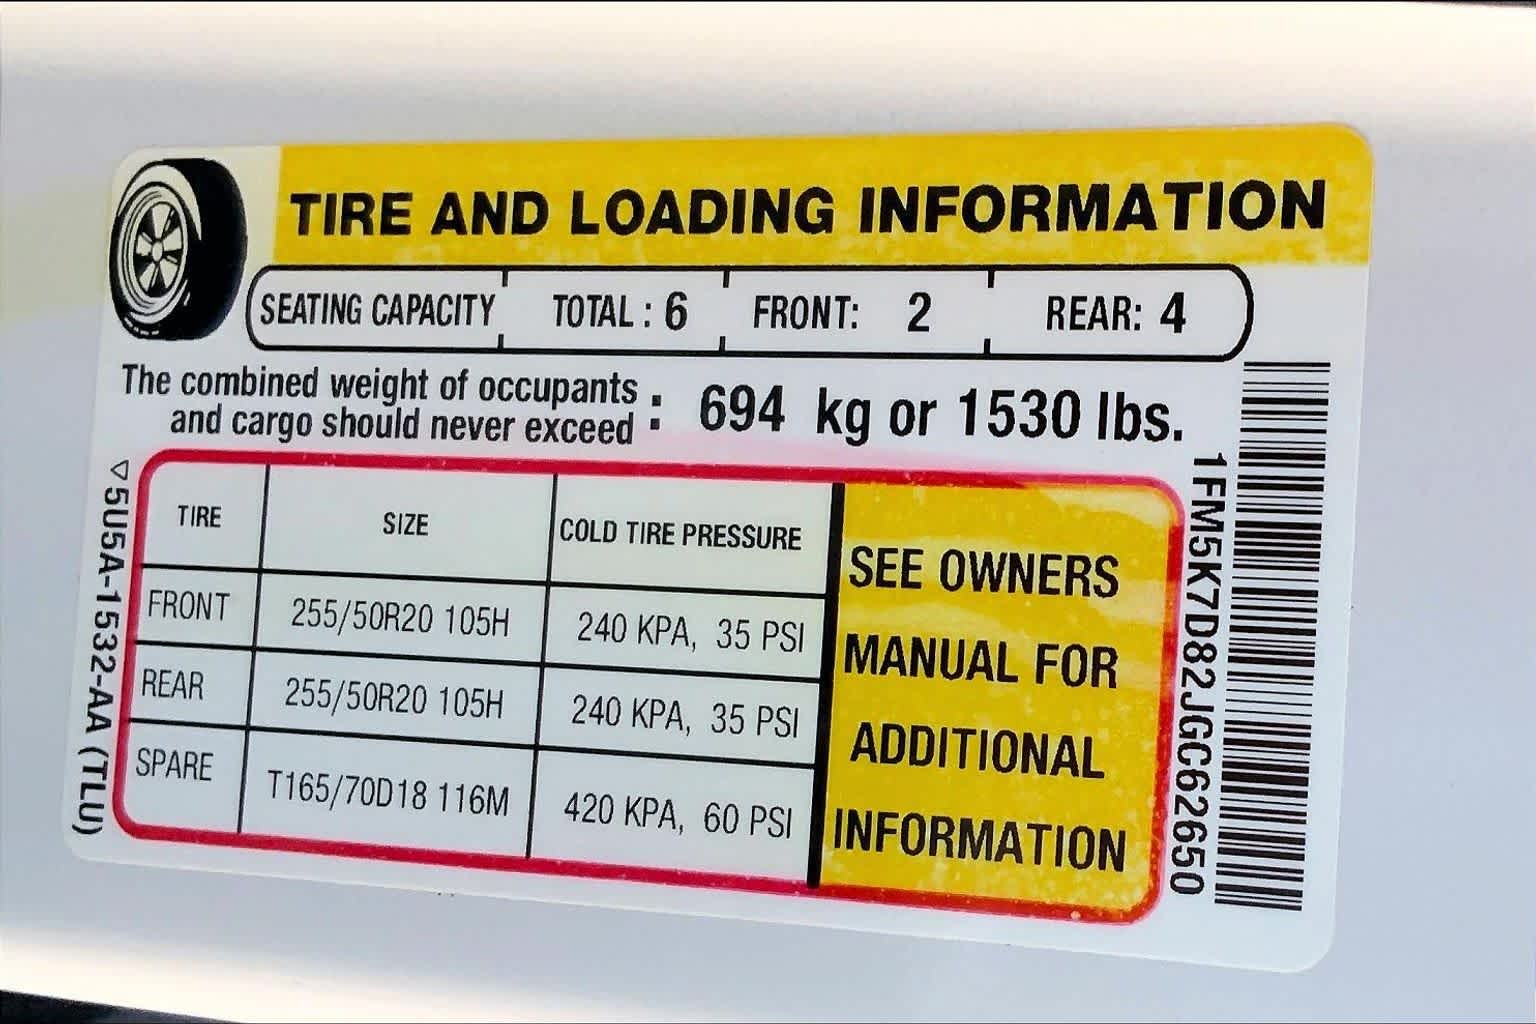 TIRE AND LOADING INFORMATION
SEATING CAPACITY TOTAL : 6 FRONT: 2 REAR: 4
The combined weight of occupants
and cargo should never exceed : 694 kg or 1530 lbs.
TIRE SIZE COLD TIRE PRESSURE
FRONT 255/50R20 105H 240 KPA, 35 PSI
REAR 255/50R20 105H 240 KPA, 35 PSI
SPARE T165/70D18 116M 420 KPA, 60 PSI
SEE OWNERS
MANUAL FOR
ADDITIONAL
INFORMATION
▽5U5A-1532-AA (TLU)
1FM5K7D82JGC62650